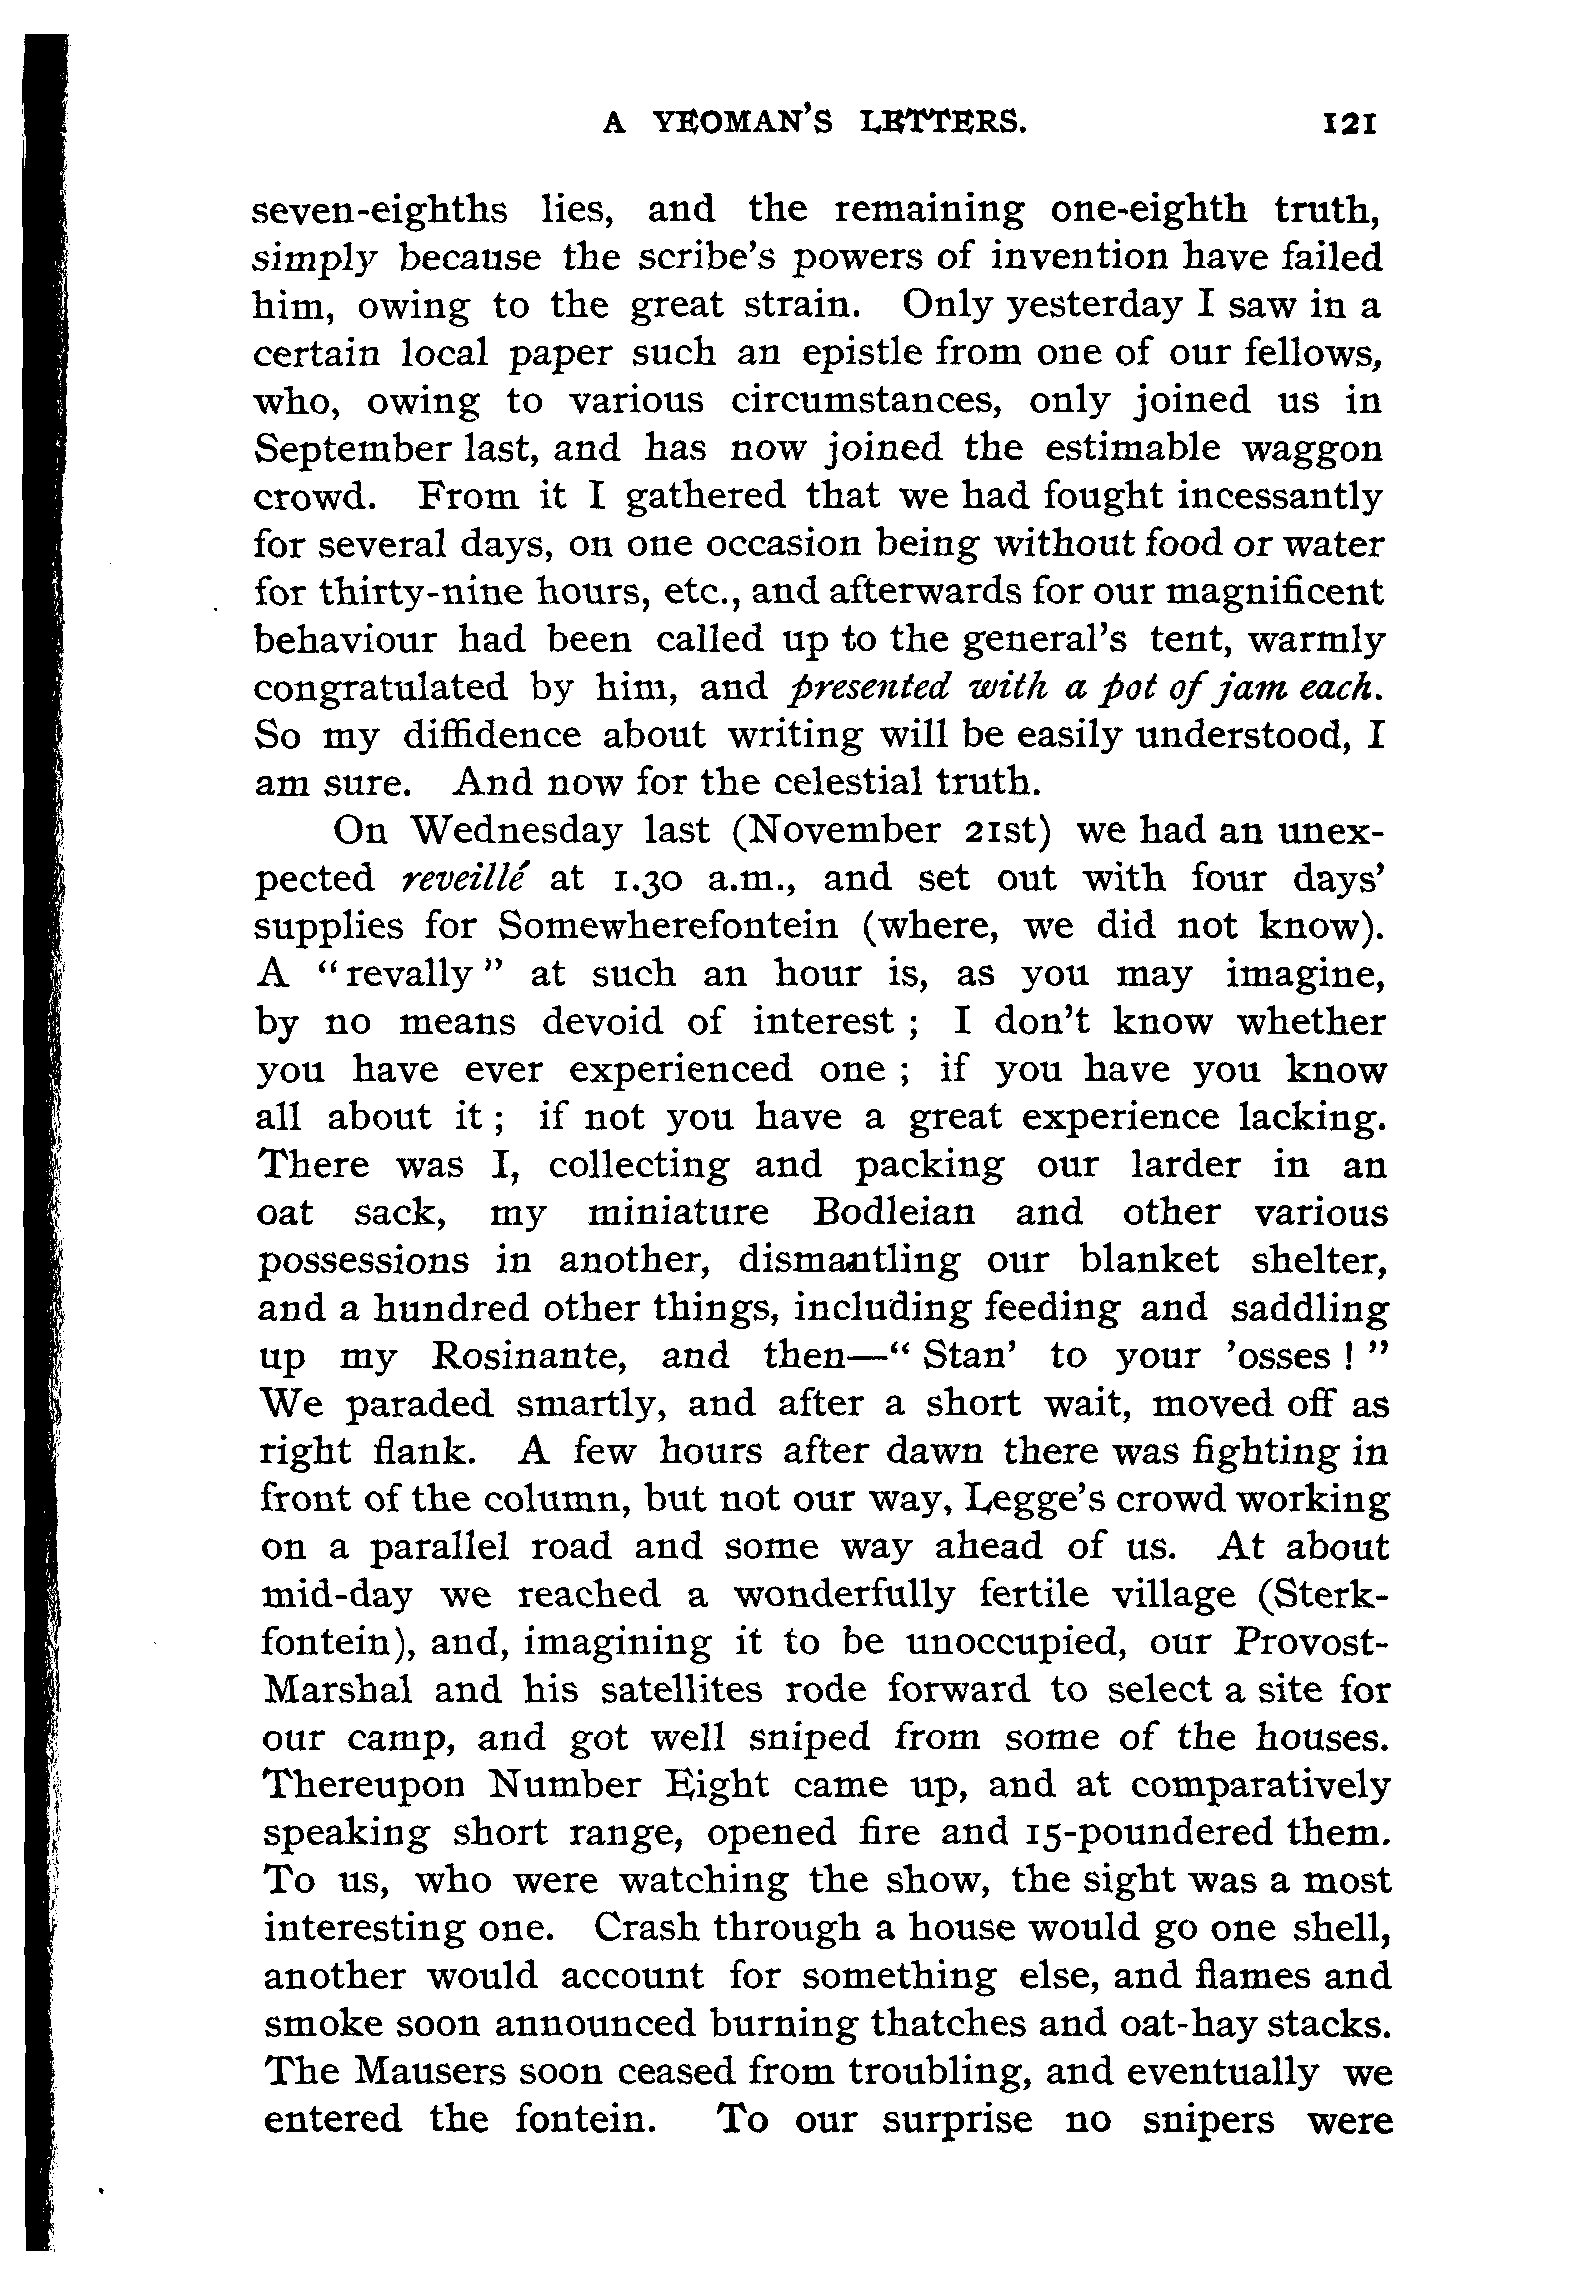 A YEOMAN'S LETTERS. 121
seven-eighths lies, and the remaining one-eighth truth,
simply because the scribe's powers of invention have failed
him, owing to the great strain. Only yesterday I saw in a
certain local paper such an epistle from one of our fellows,
who, owing to various circumstances, only joined us in
September last, and has now joined the estimable waggon
crowd. From it I gathered that we had fought incessantly
for several days, on one occasion being without food or water
for thirty-nine hours, etc., and afterwards for our magnificent
behaviour had been called up to the general's tent, warmly
congratulated by him, and presented with a pot of jam each.
So my diffidence about writing will be easily understood, I
am sure. And now for the celestial truth.
On Wednesday last (November 21st) we had an unex-
pected reveillé at 1.30 a.m., and set out with four days'
supplies for Somewherefontein (where, we did not know).
A "revally" at such an hour is, as you may imagine,
by no means devoid of interest ; I don't know whether
you have ever experienced one ; if you have you know
all about it ; if not you have a great experience lacking.
There was I, collecting and packing our larder in an
oat sack, my miniature Bodleian and other various
possessions in another, dismantling our blanket shelter,
and a hundred other things, including feeding and saddling
up my Rosinante, and then—" Stan' to your 'osses ! "
We paraded smartly, and after a short wait, moved off as
right flank. A few hours after dawn there was fighting in
front of the column, but not our way, Legge's crowd working
on a parallel road and some way ahead of us. At about
mid-day we reached a wonderfully fertile village (Sterk-
fontein), and, imagining it to be unoccupied, our Provost-
Marshal and his satellites rode forward to select a site for
our camp, and got well sniped from some of the houses.
Thereupon Number Eight came up, and at comparatively
speaking short range, opened fire and 15-poundered them.
To us, who were watching the show, the sight was a most
interesting one. Crash through a house would go one shell,
another would account for something else, and flames and
smoke soon announced burning thatches and oat-hay stacks.
The Mausers soon ceased from troubling, and eventually we
entered the fontein. To our surprise no snipers were